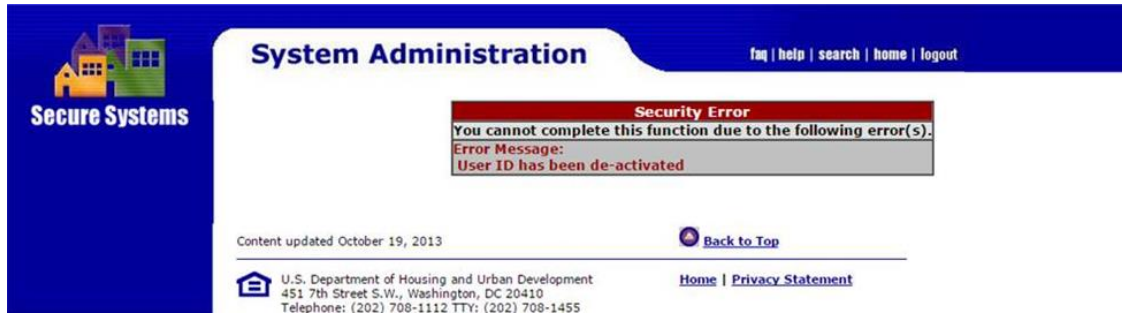 System Administration
faq | help | search | home | logout
Secure Systems
Security Error
You cannot complete this function due to the following error(s).
Error Message:
User ID has been de-activated
Content updated October 19, 2013
Back to Top
U.S. Department of Housing and Urban Development
451 7th Street S.W., Washington, DC 20410
Telephone: (202) 708-1112 TTY: (202) 708-1455
Home | Privacy Statement